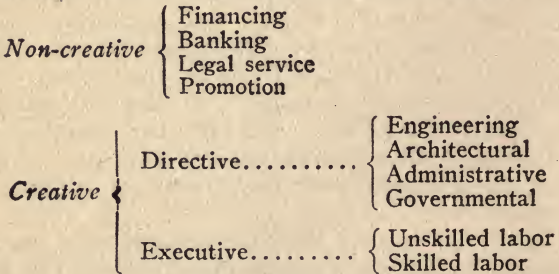 Financing
Non-creative Banking
Legal service
Promotion
Engineering
Directive.......... Architectural
Administrative
Creative Governmental
Executive......... Unskilled labor
Skilled labor